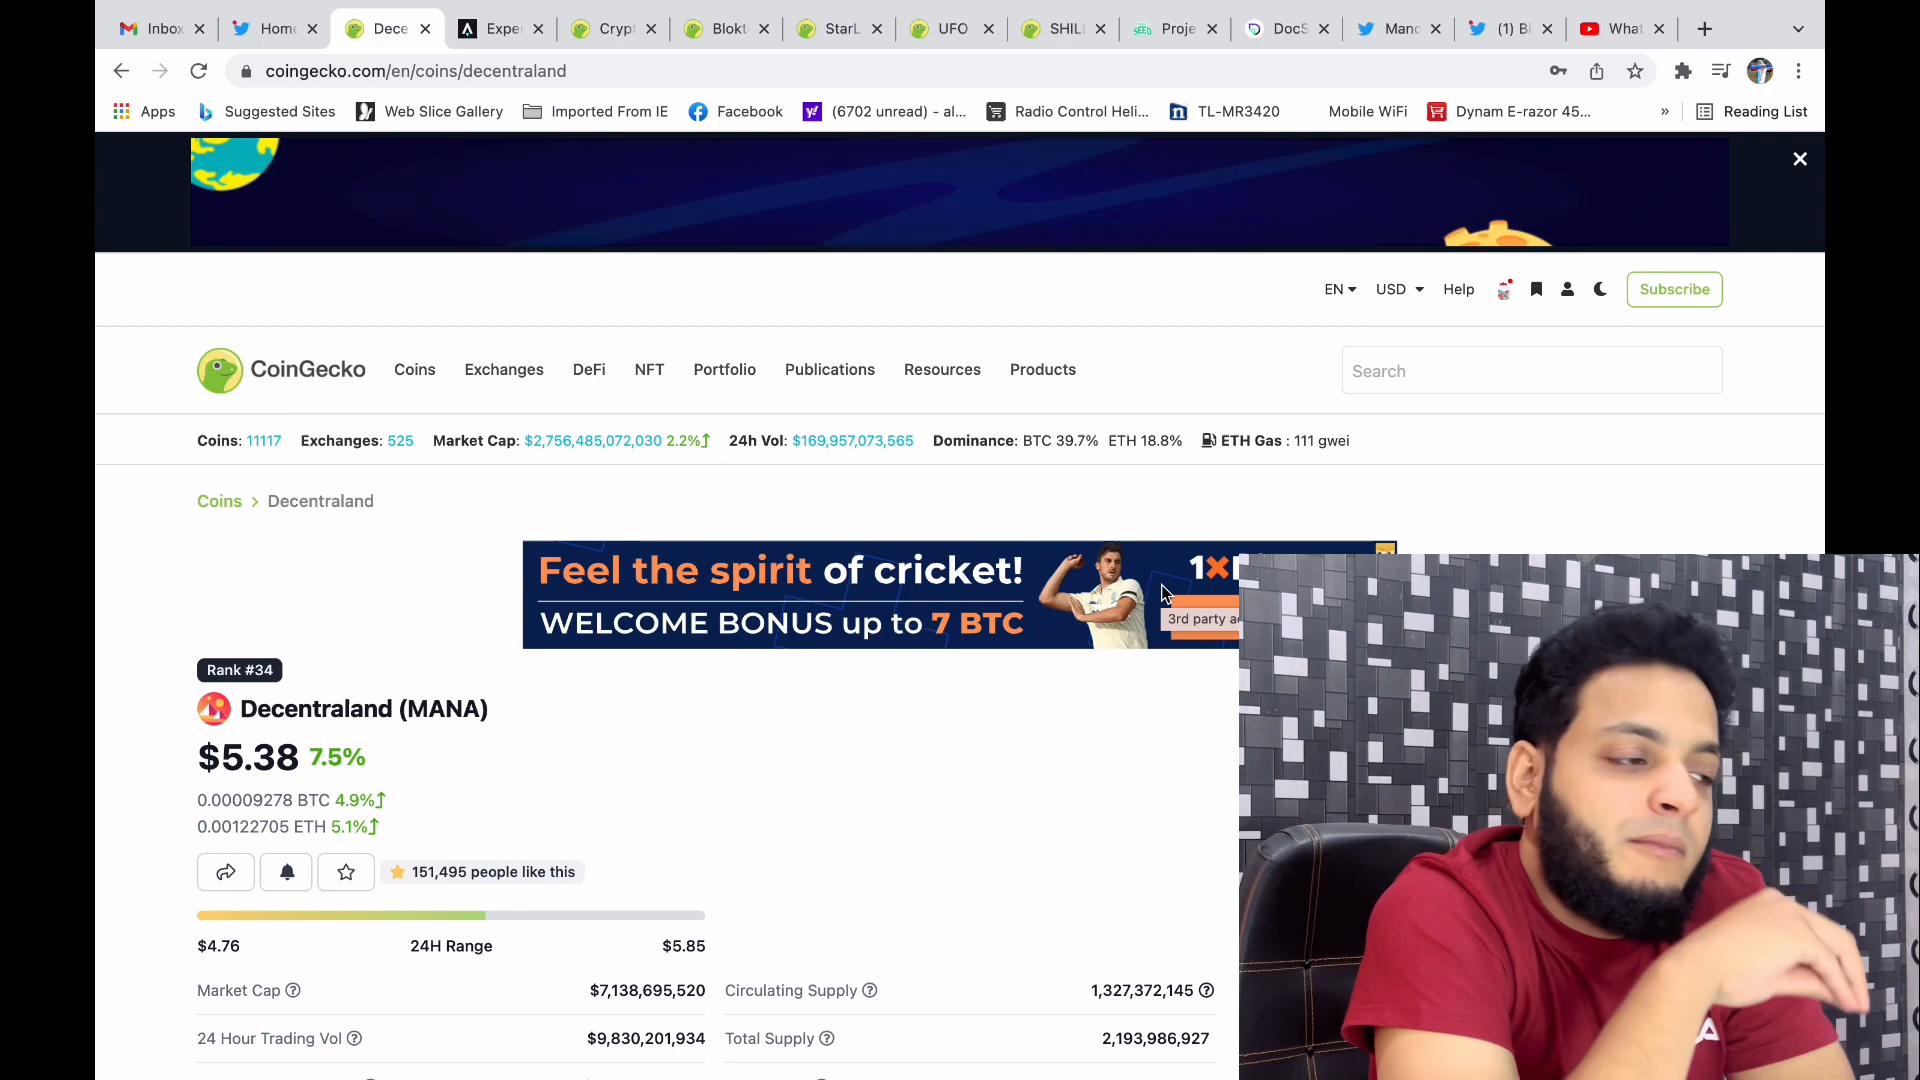 Inbox
Home
Dece
Expe
Crypt
Blokt
StarL
UFO
SHILL
SEED Proje
DocS
Mana
(1) Bi
What
coingecko.com/en/coins/decentraland
Apps
Suggested Sites
Web Slice Gallery
Imported From IE
Facebook
(6702 unread) - al...
Radio Control Heli...
TL-MR3420
Mobile WiFi
Dynam E-razor 45...
»
Reading List
EN
USD
Help
Subscribe
CoinGecko
Coins
Exchanges
DeFi
NFT
Portfolio
Publications
Resources
Products
Search
Coins: 11117 Exchanges: 525 Market Cap: $2,756,485,072,030 2.2% 24h Vol: $169,957,073,565 Dominance: BTC 39.7% ETH 18.8% ETH Gas : 111 gwei
Coins > Decentraland
Feel the spirit of cricket!
WELCOME BONUS up to 7 BTC
3rd party
Rank #34
Decentraland (MANA)
$5.38 7.5%
0.00009278 BTC 4.9%
0.00122705 ETH 5.1%
151,495 people like this
$4.76 24H Range $5.85
Market Cap $7,138,695,520
Circulating Supply 1,327,372,145
24 Hour Trading Vol $9,830,201,934
Total Supply 2,193,986,927